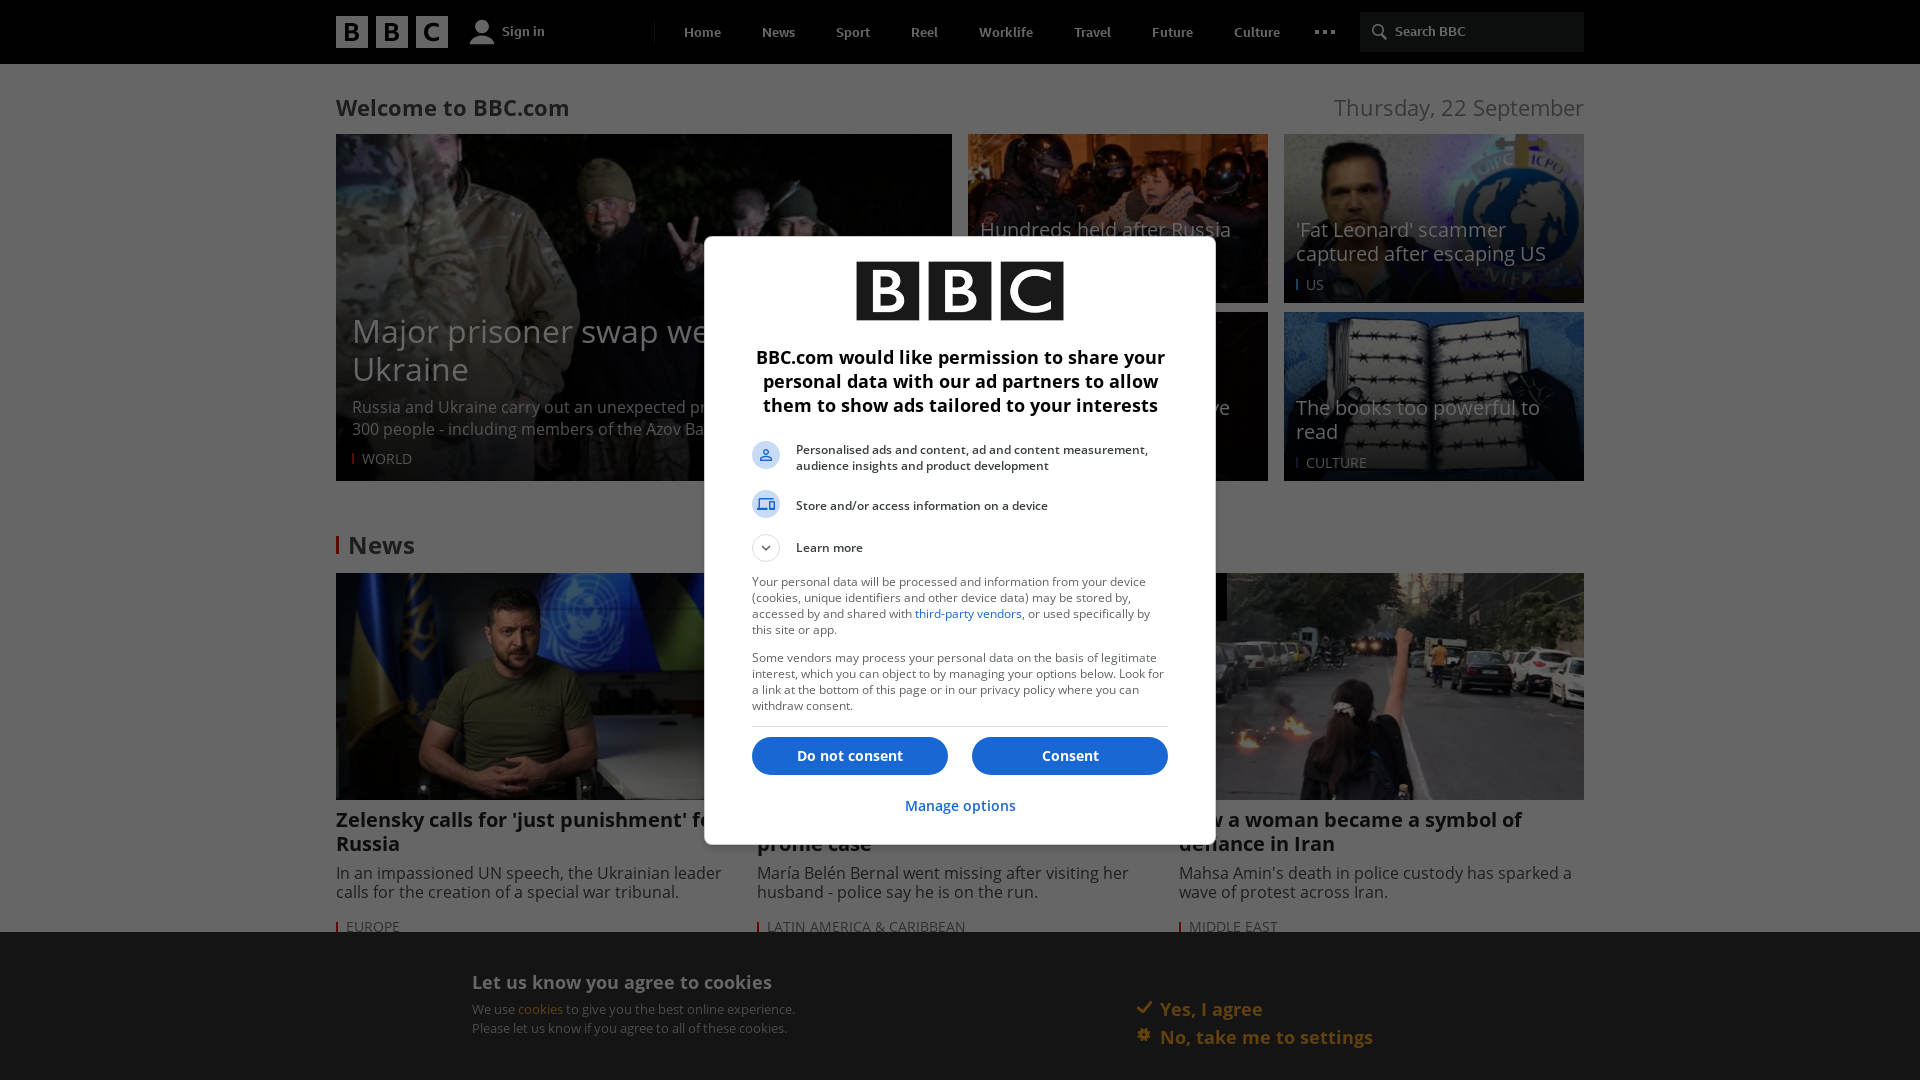 BBC
Sign in
Home
News
Sport
Reel
Worklife
Travel
Future
Culture
Search BBC
Welcome to BBC.com
Thursday, 22 September
Major prisoner swap
Ukraine
Russia and Ukraine carry out an unexpected
300 people - including members of the Azov
WORLD
Hundreds held after Russia
'Fat Leonard' scammer
captured after escaping US
US
The books too powerful to
read
CULTURE
BBC
BBC.com would like permission to share your
personal data with our ad partners to allow
them to show ads tailored to your interests
Personalised ads and content, ad and content measurement,
audience insights and product development
Store and/or access information on a device
Learn more
Your personal data will be processed and information from your device
(cookies, unique identifiers and other device data) may be stored by,
accessed by and shared with third-party vendors, or used specifically by
this site or app.
Some vendors may process your personal data on the basis of legitimate
interest, which you can object to by managing your options below. Look for
a link at the bottom of this page or in our privacy policy where you can
withdraw consent.
Do not consent
Consent
Manage options
News
Zelensky calls for 'just punishment'
Russia
In an impassioned UN speech, the Ukrainian leader
calls for the creation of a special war tribunal.
EUROPE
profile case
María Belén Bernal went missing after visiting her
husband - police say he is on the run.
LATIN AMERICA & CARIBBEAN
a woman became a symbol of
defiance in Iran
Mahsa Amin's death in police custody has sparked a
wave of protest across Iran.
MIDDLE EAST
Let us know you agree to cookies
We use cookies to give you the best online experience.
Please let us know if you agree to all of these cookies.
Yes, I agree
No, take me to settings